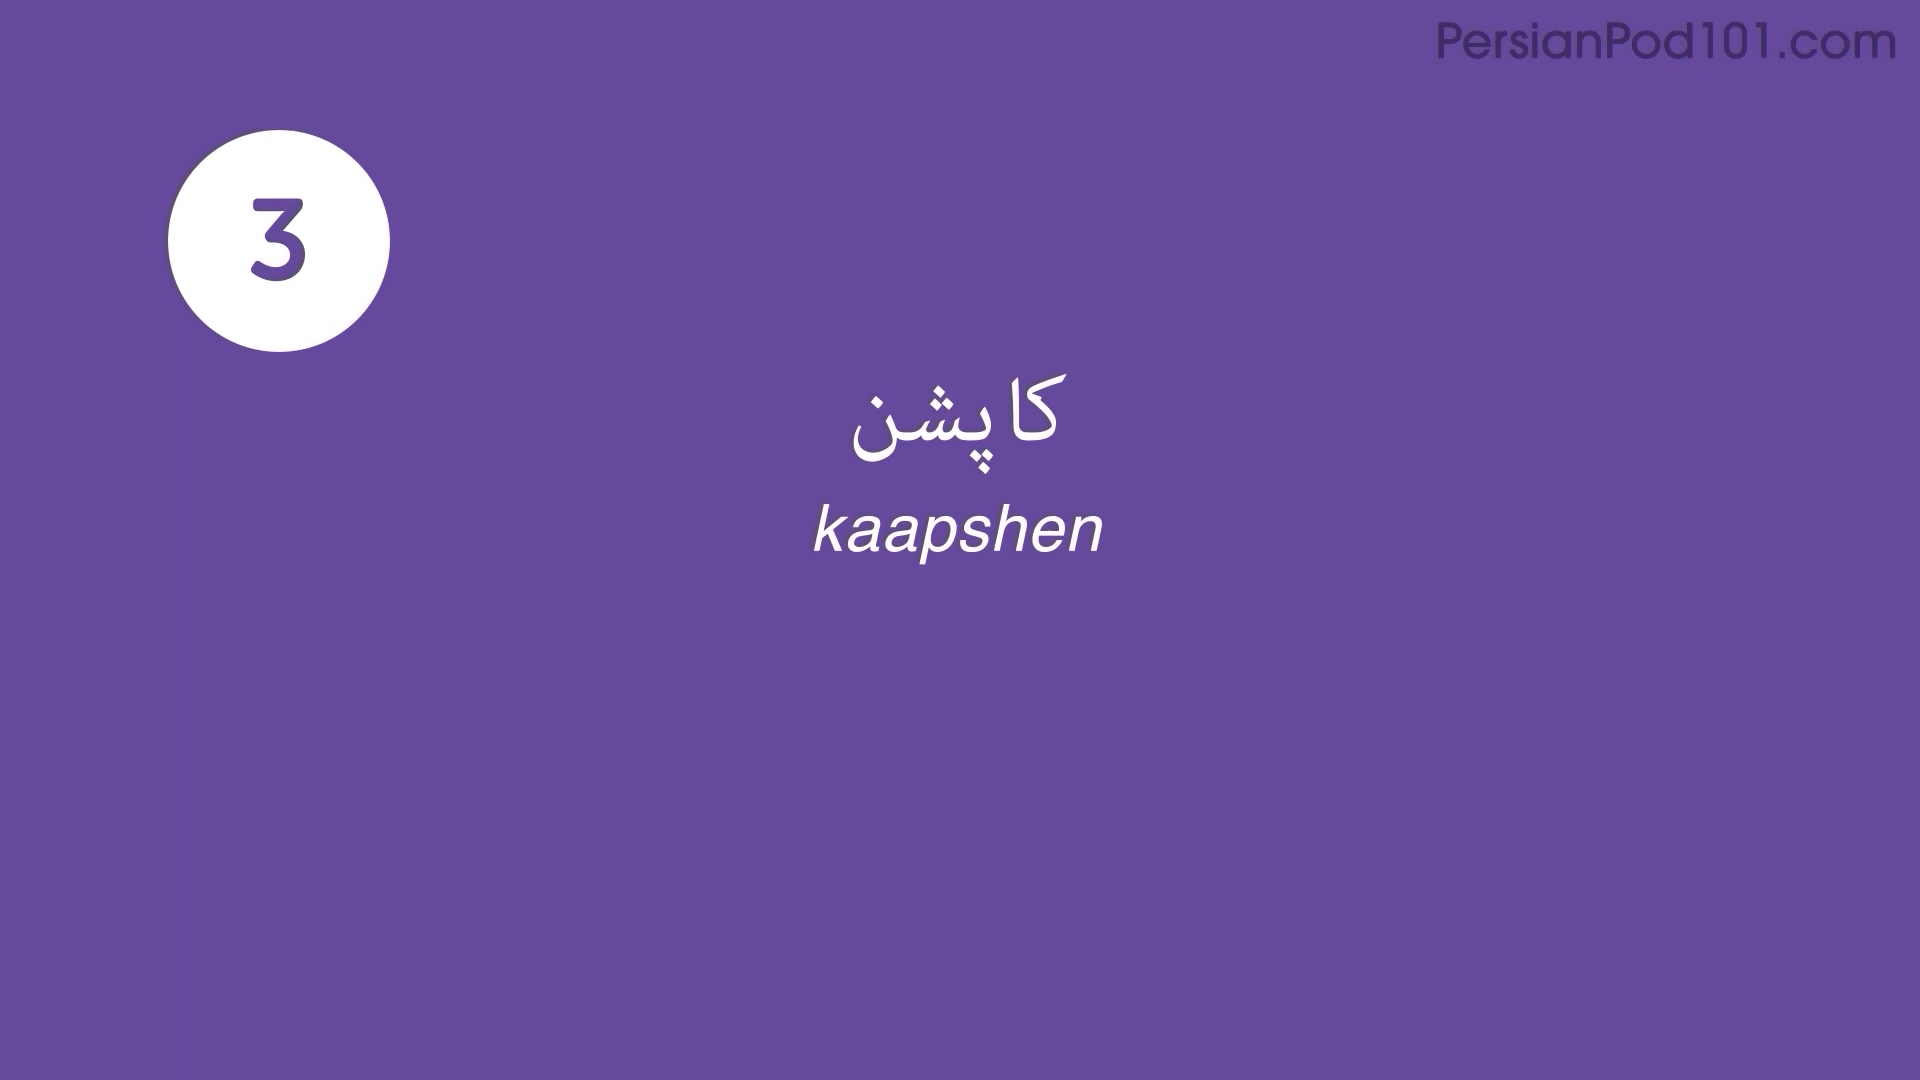 PersianPod101.com
3
کاپشن
kaapshen